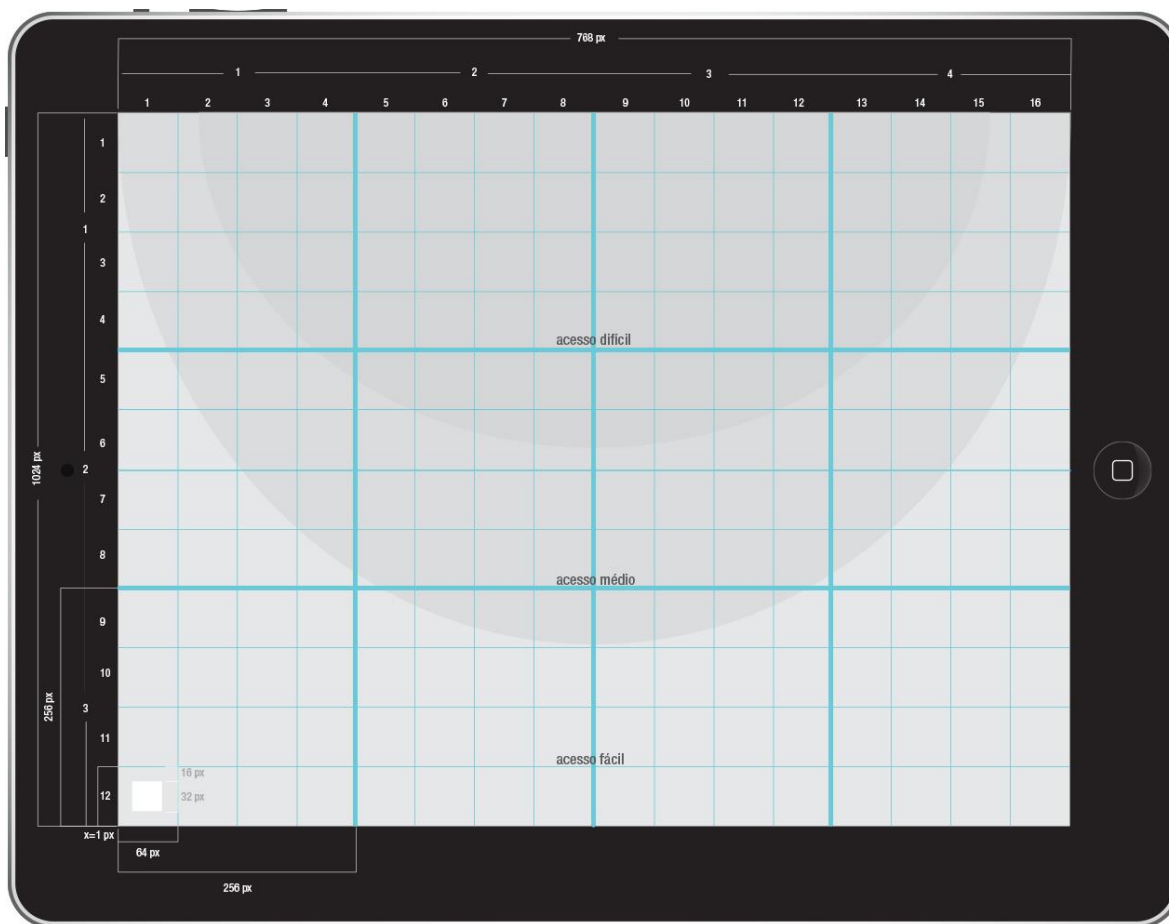 768 px
1 2 3 4
1 2 3 4 5 6 7 8 9 10 11 12 13 14 15 16
1
2
1
3
4
acesso difícil
5
6
1024 px
2
7
8
acesso médio
9
10
256 px
3
11
acesso fácil
16 px
12
32 px
x=1 px
64 px
256 px